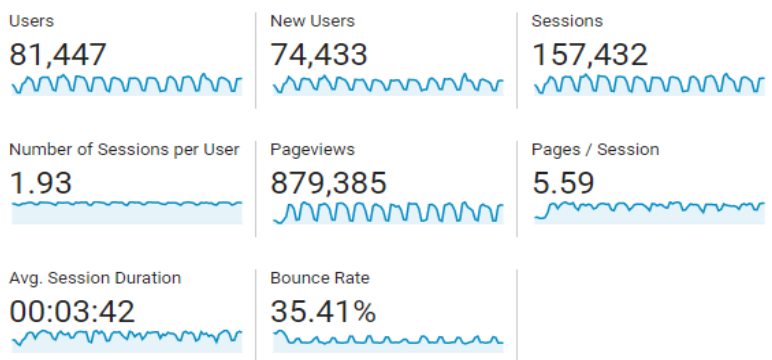 Users
81,447
New Users
74,433
Sessions
157,432
Number of Sessions per User
1.93
Pageviews
879,385
Pages / Session
5.59
Avg. Session Duration
00:03:42
Bounce Rate
35.41%